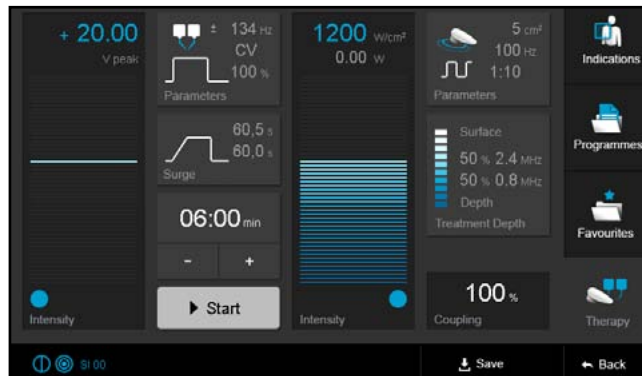 + 20.00
V peak
Intensity
± 134 Hz
CV
100 %
Parameters
60,5 s
60,0 s
Surge
06:00 min
- +
Start
1200 W/cm²
0.00 W
Intensity
5 cm²
100 Hz
1:10
Parameters
Surface
50 % 2.4 MHz
50 % 0.8 MHz
Depth
Treatment Depth
100 %
Coupling
Indications
Programmes
Favourites
Therapy
SI 00
Save
Back